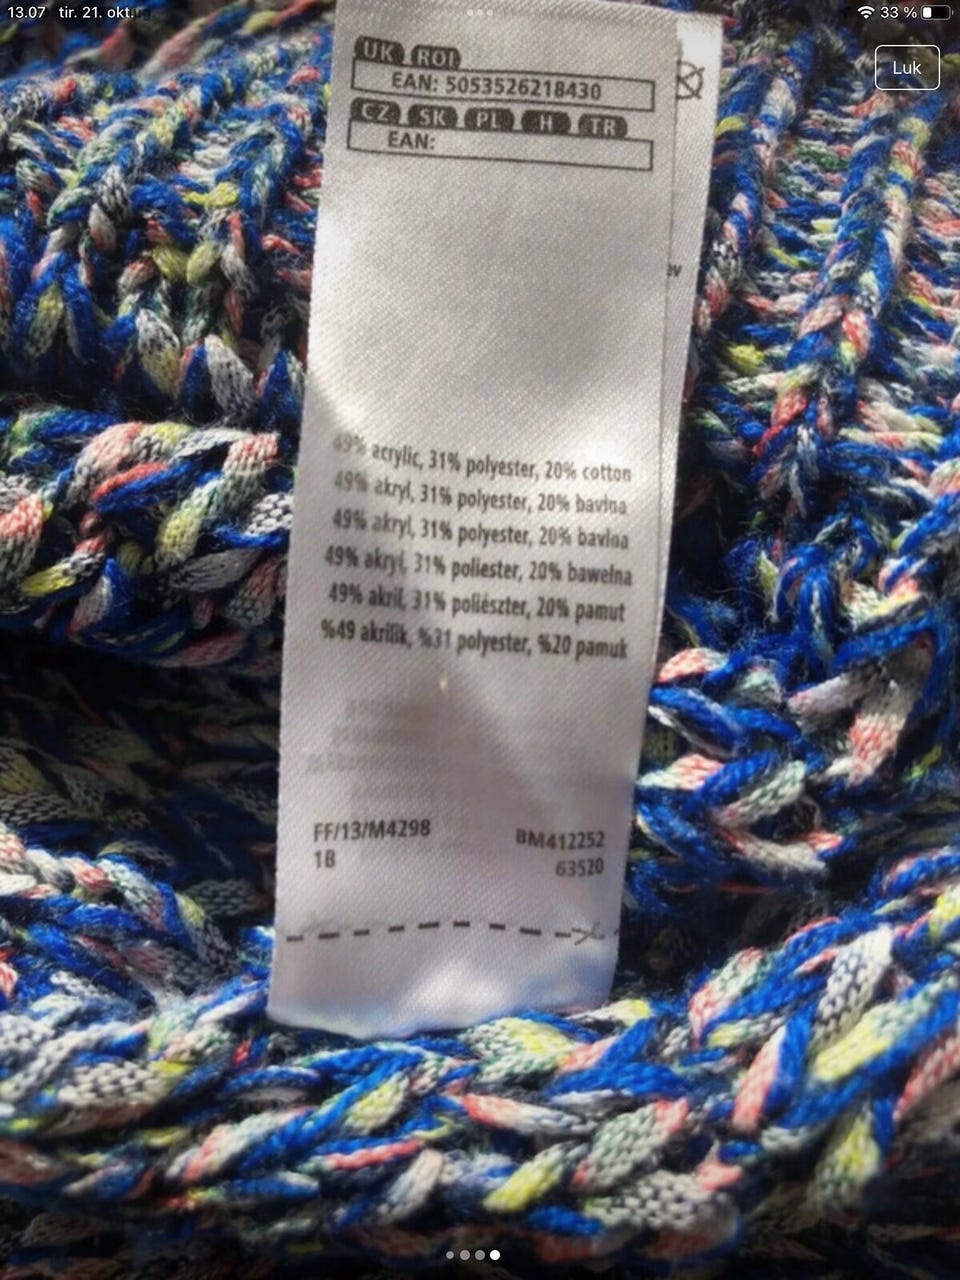 13.07 tir. 21. okt.
33 %
Luk
UK ROI
EAN: 5053526218430
CZ SK PL H TR
EAN:
49% acrylic, 31% polyester, 20% cotton
49% akryl, 31% polyester, 20% bavlna
49% akryl, 31% polyester, 20% bavlna
49% akryl, 31% poliester, 20% bawełna
49% akril, 31% poliészter, 20% pamut
%49 akrilik, %31 polyester, %20 pamuk
FF/13/M4298 BM412252
1B 63520